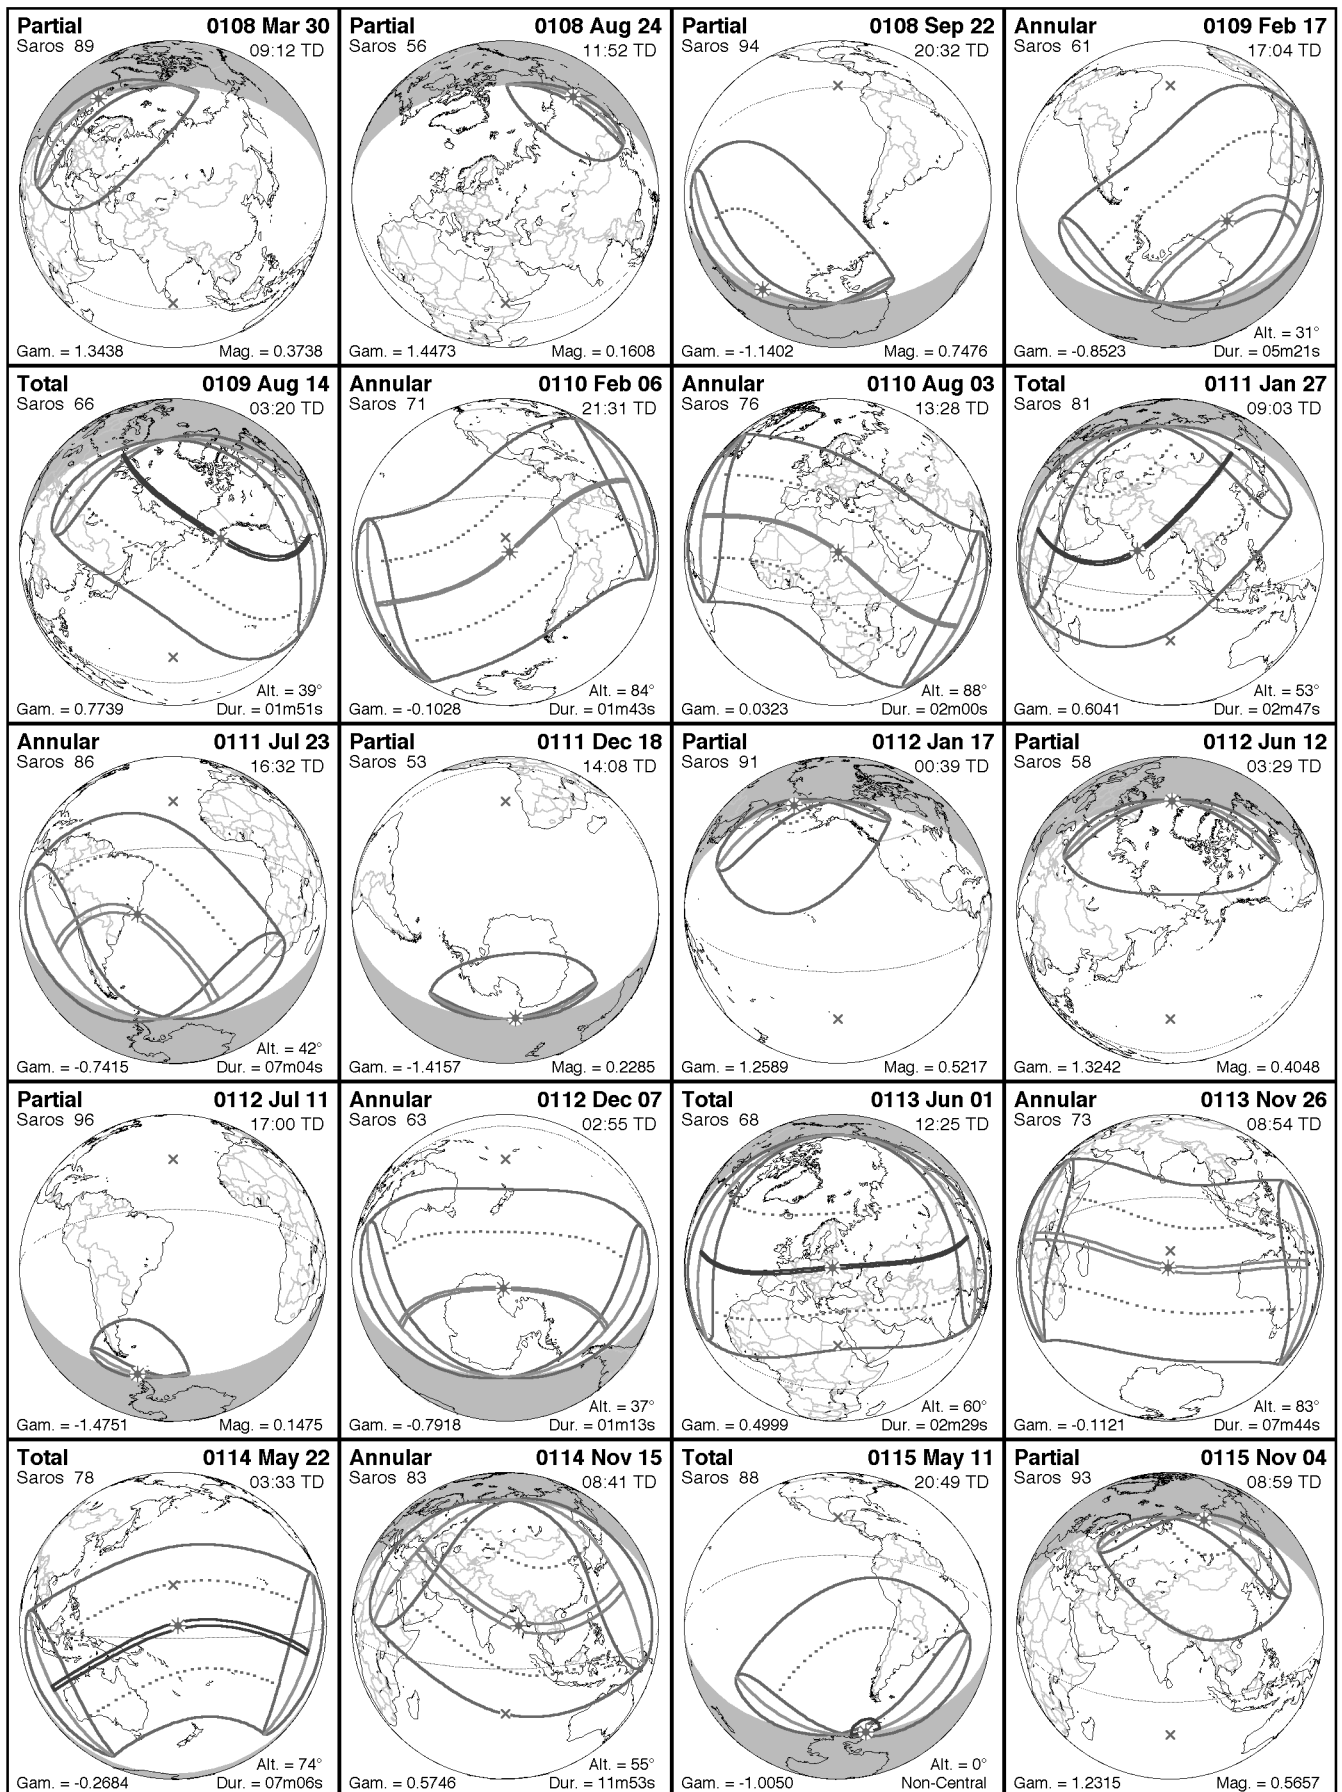 Partial 0108 Mar 30
Saros 89 09:12 TD
Gam. = 1.3438 Mag. = 0.3738
Partial 0108 Aug 24
Saros 56 11:52 TD
Gam. = 1.4473 Mag. = 0.1608
Partial 0108 Sep 22
Saros 94 20:32 TD
Gam. = -1.1402 Mag. = 0.7476
Annular 0109 Feb 17
Saros 61 17:04 TD
Alt. = 31°
Gam. = -0.8523 Dur. = 05m21s
Total 0109 Aug 14
Saros 66 03:20 TD
Alt. = 39°
Gam. = 0.7739 Dur. = 01m51s
Annular 0110 Feb 06
Saros 71 21:31 TD
Alt. = 84°
Gam. = -0.1028 Dur. = 01m43s
Annular 0110 Aug 03
Saros 76 13:28 TD
Alt. = 88°
Gam. = 0.0323 Dur. = 02m00s
Total 0111 Jan 27
Saros 81 09:03 TD
Alt. = 53°
Gam. = 0.6041 Dur. = 02m47s
Annular 0111 Jul 23
Saros 86 16:32 TD
Alt. = 42°
Gam. = -0.7415 Dur. = 07m04s
Partial 0111 Dec 18
Saros 53 14:08 TD
Gam. = -1.4157 Mag. = 0.2285
Partial 0112 Jan 17
Saros 91 00:39 TD
Gam. = 1.2589 Mag. = 0.5217
Partial 0112 Jun 12
Saros 58 03:29 TD
Gam. = 1.3242 Mag. = 0.4048
Partial 0112 Jul 11
Saros 96 17:00 TD
Gam. = -1.4751 Mag. = 0.1475
Annular 0112 Dec 07
Saros 63 02:55 TD
Alt. = 37°
Gam. = -0.7918 Dur. = 01m13s
Total 0113 Jun 01
Saros 68 12:25 TD
Alt. = 60°
Gam. = 0.4999 Dur. = 02m29s
Annular 0113 Nov 26
Saros 73 08:54 TD
Alt. = 83°
Gam. = -0.1121 Dur. = 07m44s
Total 0114 May 22
Saros 78 03:33 TD
Alt. = 74°
Gam. = -0.2684 Dur. = 07m06s
Annular 0114 Nov 15
Saros 83 08:41 TD
Alt. = 55°
Gam. = 0.5746 Dur. = 11m53s
Total 0115 May 11
Saros 88 20:49 TD
Alt. = 0°
Gam. = -1.0050 Non-Central
Partial 0115 Nov 04
Saros 93 08:59 TD
Gam. = 1.2315 Mag. = 0.5657